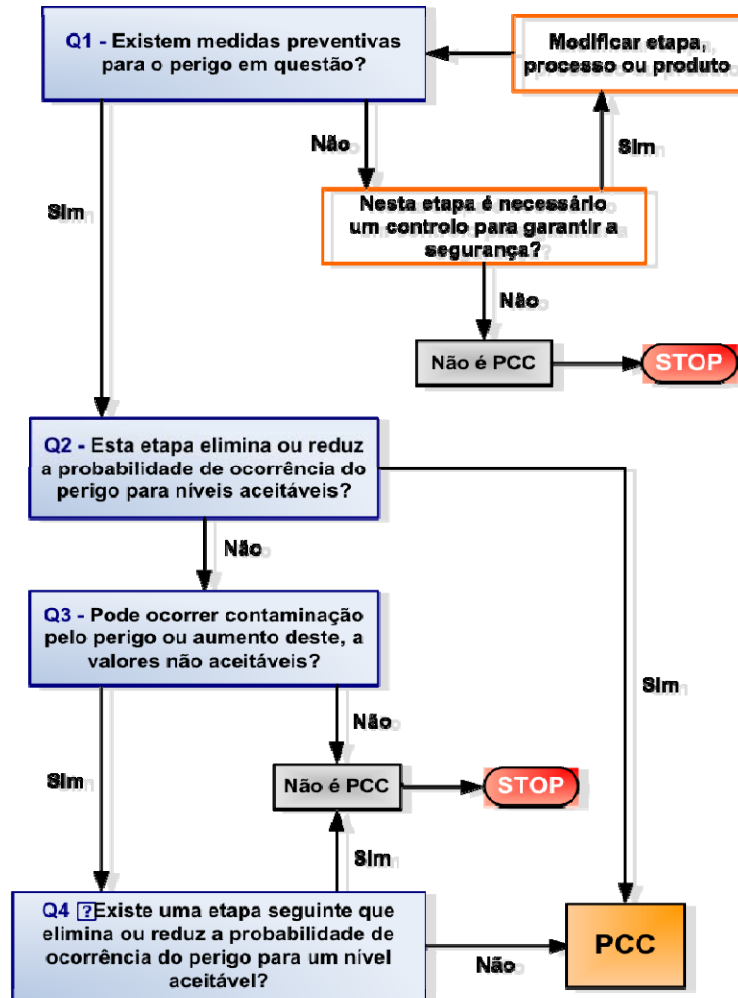 Q1 - Existem medidas preventivas
para o perigo em questão?
Modificar etapa,
processo ou produto
Não
Sim
Sim
Nesta etapa é necessário
um controlo para garantir a
segurança?
Não
Não é PCC
STOP
Q2 - Esta etapa elimina ou reduz
a probabilidade de ocorrência do
perigo para níveis aceitáveis?
Não
Q3 - Pode ocorrer contaminação
pelo perigo ou aumento deste, a
valores não aceitáveis?
Sim
Não
Sim
Não é PCC
STOP
Sim
Q4 ?Existe uma etapa seguinte que
elimina ou reduz a probabilidade de
ocorrência do perigo para um nível
aceitável?
Não
PCC